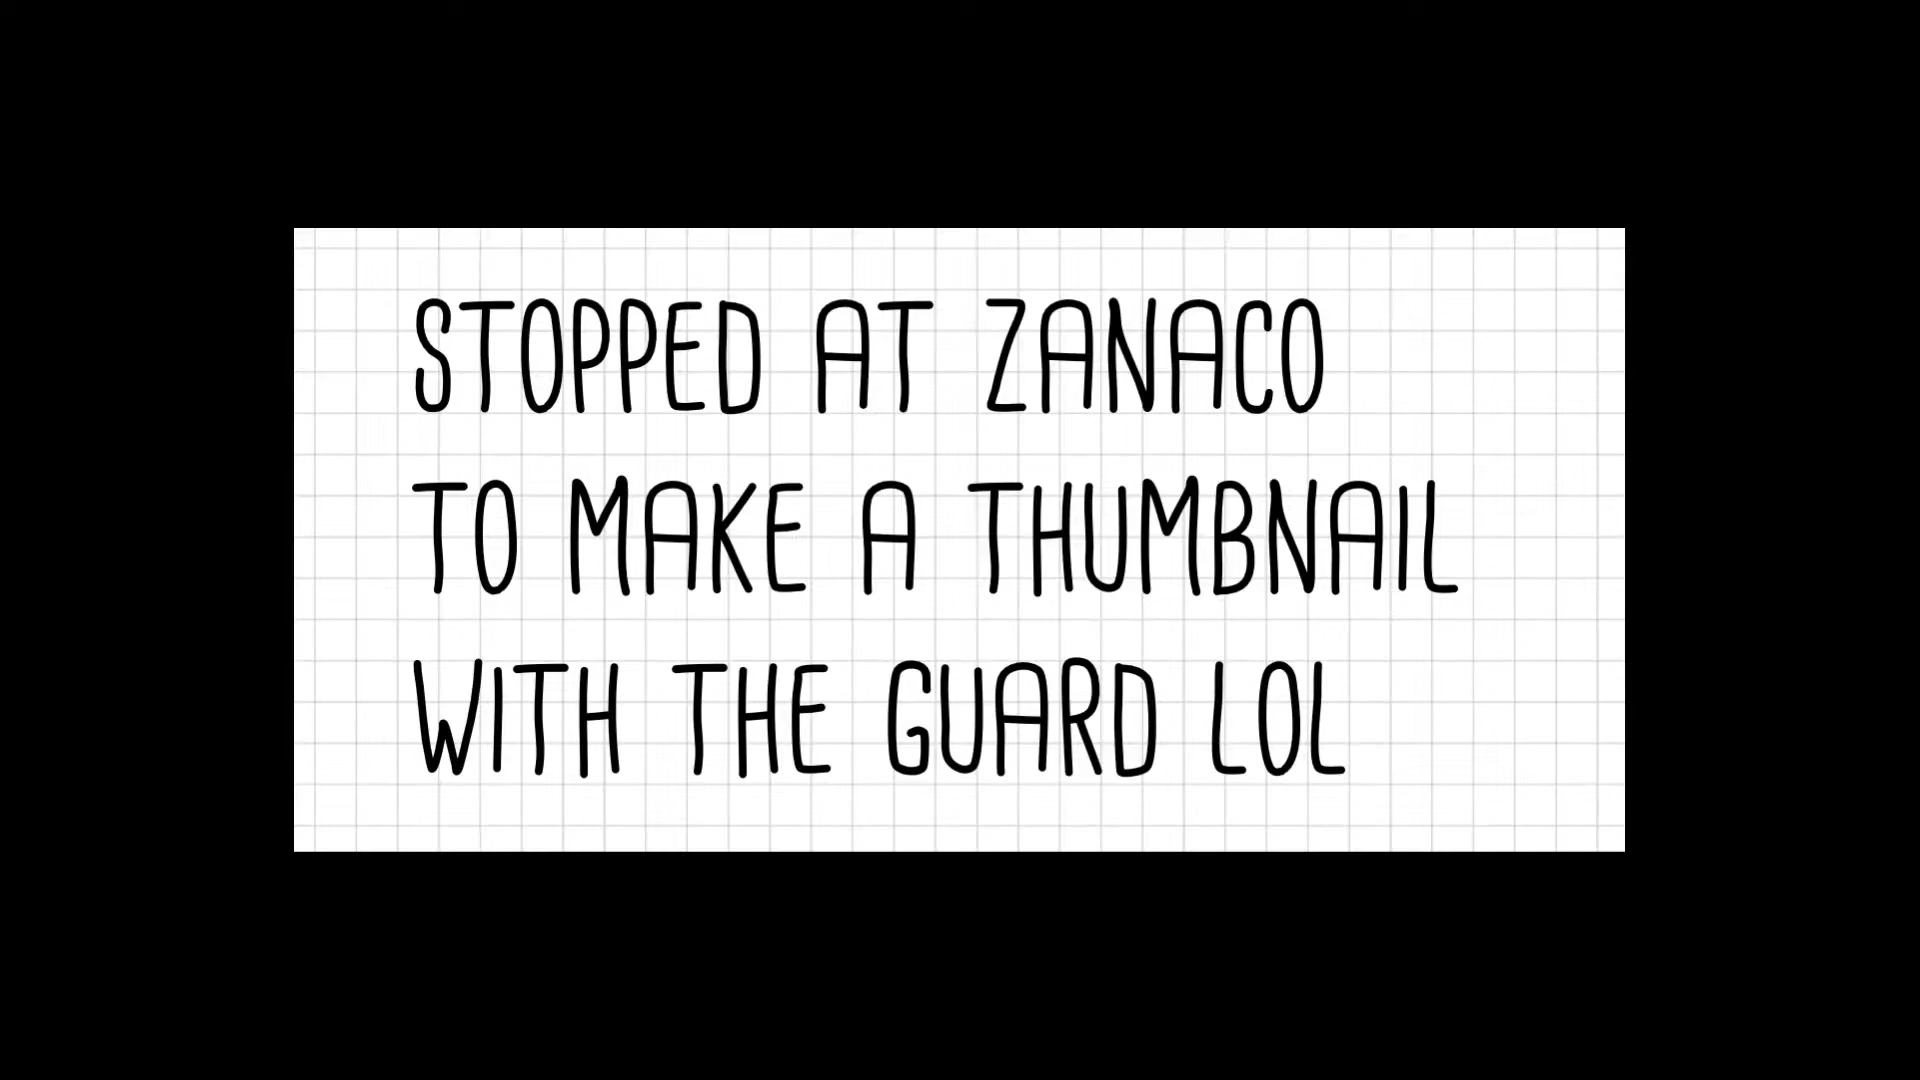 STOPPED AT ZANACO
TO MAKE A THUMBNAIL
WITH THE GUARD LOL